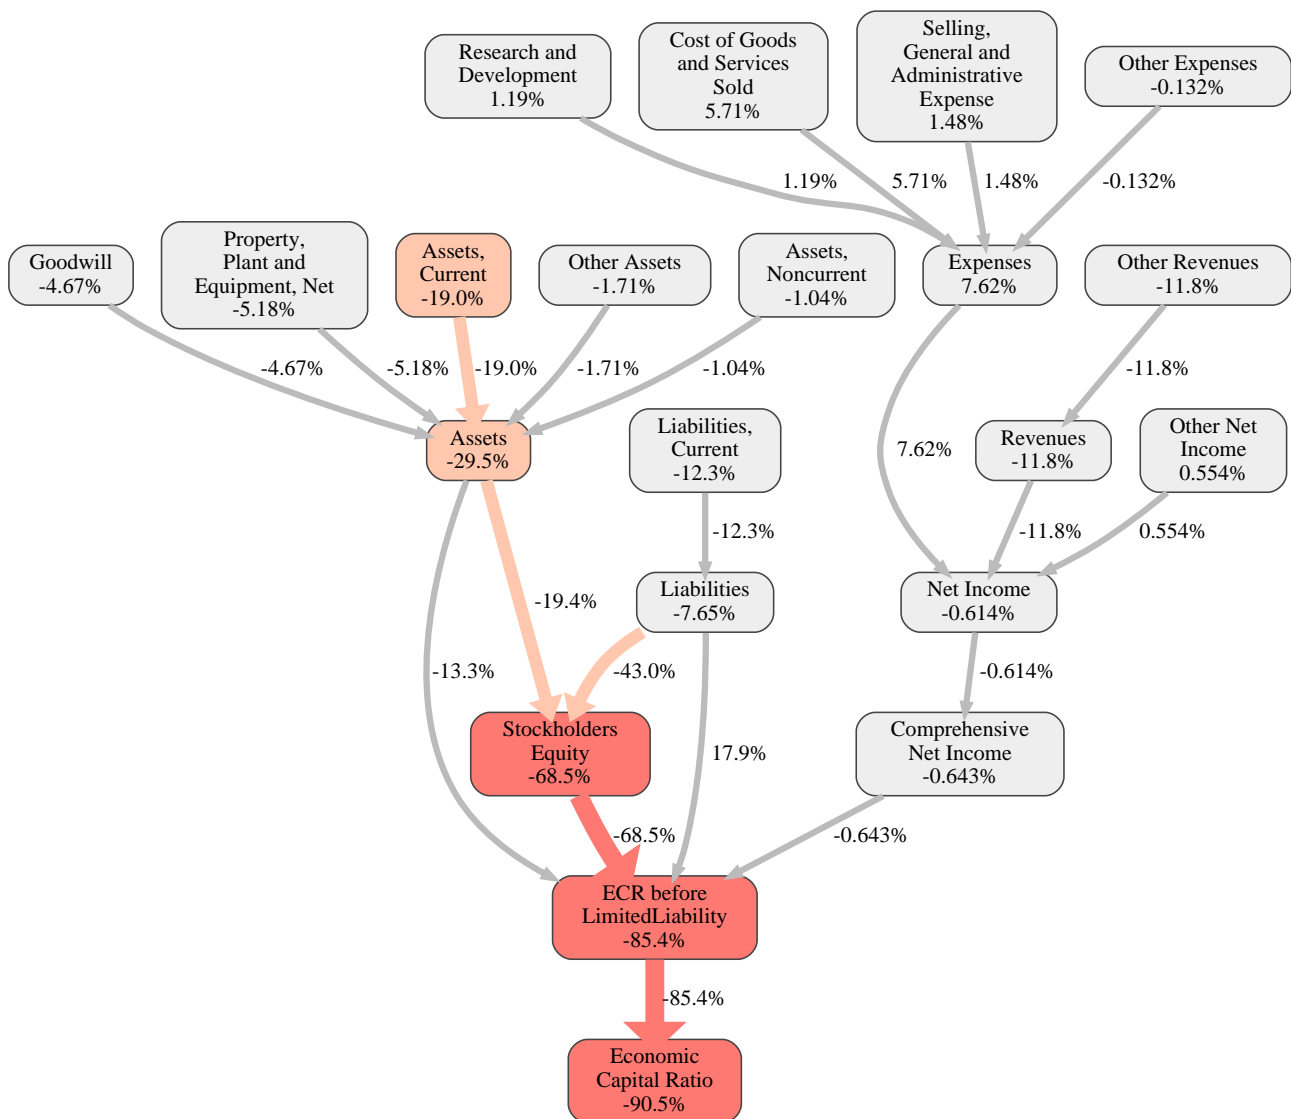 Research and
Development
1.19%
Cost of Goods
and Services
Sold
5.71%
Selling,
General and
Administrative
Expense
1.48%
Other Expenses
-0.132%
1.19%
5.71%
1.48%
-0.132%
Goodwill
-4.67%
Property,
Plant and
Equipment, Net
-5.18%
Assets,
Current
-19.0%
Other Assets
-1.71%
Assets,
Noncurrent
-1.04%
Expenses
7.62%
Other Revenues
-11.8%
-4.67%
-5.18%
-19.0%
-1.71%
-1.04%
-11.8%
Assets
-29.5%
Liabilities,
Current
-12.3%
7.62%
Revenues
-11.8%
Other Net
Income
0.554%
-12.3%
-11.8%
0.554%
-19.4%
Liabilities
-7.65%
Net Income
-0.614%
-13.3%
-43.0%
-0.614%
Stockholders
Equity
-68.5%
17.9%
Comprehensive
Net Income
-0.643%
-68.5%
-0.643%
ECR before
LimitedLiability
-85.4%
-85.4%
Economic
Capital Ratio
-90.5%